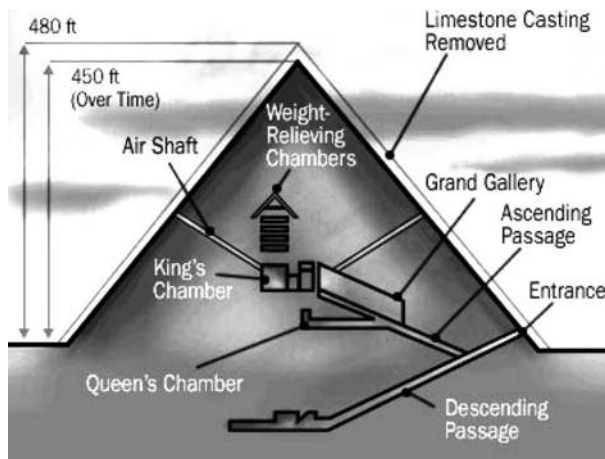 480 ft
450 ft
(Over Time)
Limestone Casting
Removed
Weight-
Relieving
Chambers
Air Shaft
Grand Gallery
Ascending
Passage
King's
Chamber
Entrance
Queen's Chamber
Descending
Passage